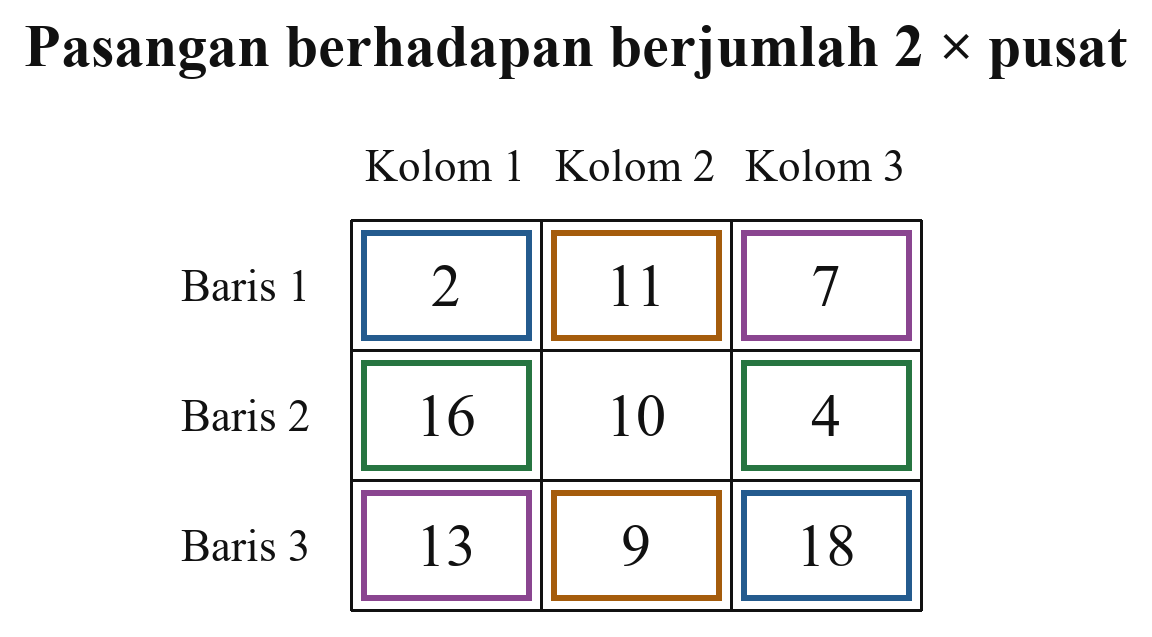 Pasangan berhadapan berjumlah 2 × pusat
Kolom 1 Kolom 2 Kolom 3
Baris 1 2 11 7
Baris 2 16 10 4
Baris 3 13 9 18